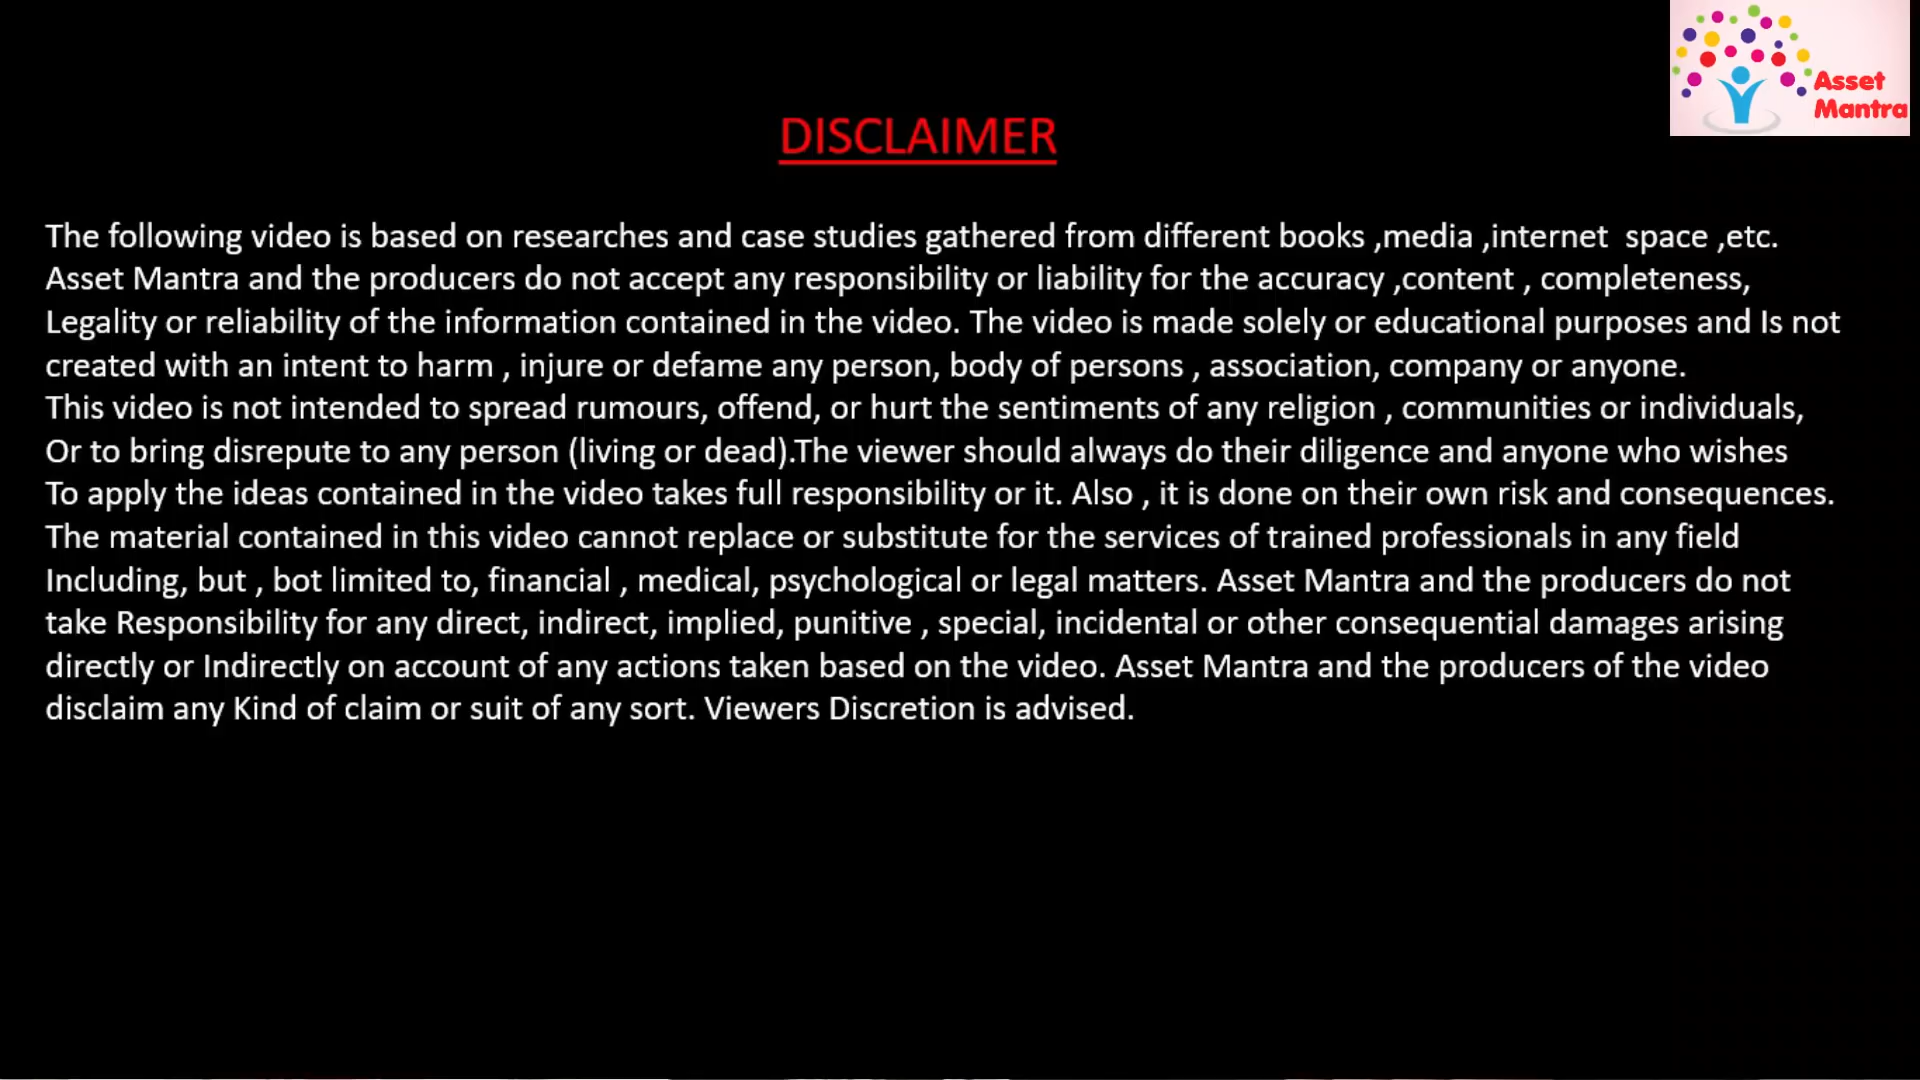 Asset
Mantra
DISCLAIMER
The following video is based on researches and case studies gathered from different books ,media ,internet  space ,etc.
Asset Mantra and the producers do not accept any responsibility or liability for the accuracy ,content , completeness,
Legality or reliability of the information contained in the video. The video is made solely or educational purposes and Is not
created with an intent to harm , injure or defame any person, body of persons , association, company or anyone.
This video is not intended to spread rumours, offend, or hurt the sentiments of any religion , communities or individuals,
Or to bring disrepute to any person (living or dead).The viewer should always do their diligence and anyone who wishes
To apply the ideas contained in the video takes full responsibility or it. Also , it is done on their own risk and consequences.
The material contained in this video cannot replace or substitute for the services of trained professionals in any field
Including, but , bot limited to, financial , medical, psychological or legal matters. Asset Mantra and the producers do not
take Responsibility for any direct, indirect, implied, punitive , special, incidental or other consequential damages arising
directly or Indirectly on account of any actions taken based on the video. Asset Mantra and the producers of the video
disclaim any Kind of claim or suit of any sort. Viewers Discretion is advised.